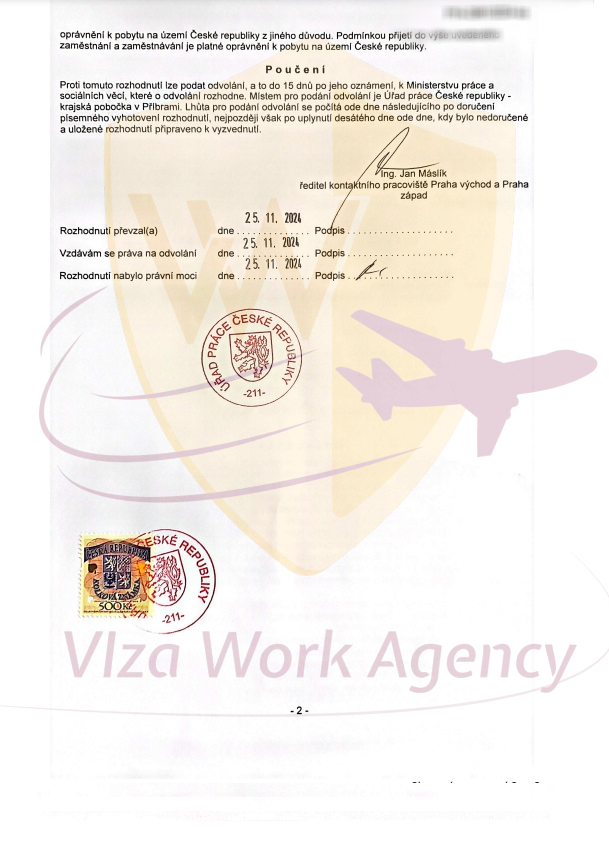 oprávnění k pobytu na území České republiky z jiného důvodu. Podmínkou přijetí do výše uvedeného
zaměstnání a zaměstnávání je platné oprávnění k pobytu na území České republiky.
Poučení
Proti tomuto rozhodnutí lze podat odvolání, a to do 15 dnů po jeho oznámení, k Ministerstvu práce a
sociálních věcí, které o odvolání rozhodne. Místem pro podání odvolání je Úřad práce České republiky -
krajská pobočka v Příbrami. Lhůta pro podání odvolání se počítá ode dne následujícího po doručení
písemného vyhotovení rozhodnutí, nejpozději však po uplynutí desátého dne ode dne, kdy bylo nedoručené
a uložené rozhodnutí připraveno k vyzvednutí.
Ing. Jan Máslík
ředitel kontaktního pracoviště Praha východ a Praha
západ
25. 11. 2024
Rozhodnutí převzal(a) dne . . . . . . . . . . . . . Podpis . . . . . . . . . . . . . . . . . . .
25. 11. 2024
Vzdávám se práva na odvolání dne . . . . . . . . . . . . . Podpis . . . . . . . . . . . . . . . . . . .
25. 11. 2024
Rozhodnutí nabylo právní moci dne . . . . . . . . . . . . . Podpis . . . . . . . . . . . . . . . . . . .
ÚŘAD PRÁCE ČESKÉ REPUBLIKY
-211-
ČESKÁ REPUBLIKA
KOLKOVÁ ZNÁMKA
500 Kč
ČESKÉ REPUBLIKY
-211-
VIza Work Agency
- 2 -